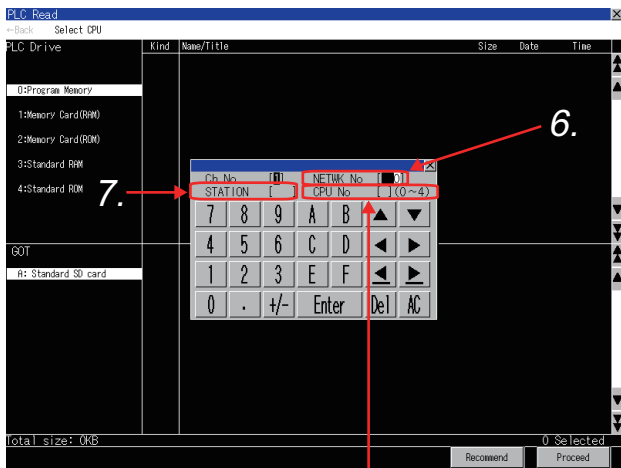 PLC Read
←Back Select CPU
PLC Drive Kind Name/Title Size Date Time
0:Program Memory
1:Memory Card(RAM)
2:Memory Card(ROM)
3:Standard RAM
4:Standard ROM
6.
7.
Ch No [1] NETWK No [ 0]
STATION [ ] CPU No [ ](0~4)
7 8 9 A B ▲ ▼
4 5 6 C D ◀ ▶
1 2 3 E F ◀ ▶
0 . +/- Enter Del AC
GOT
A: Standard SD card
Total size: 0KB 0 Selected
Recommend Proceed